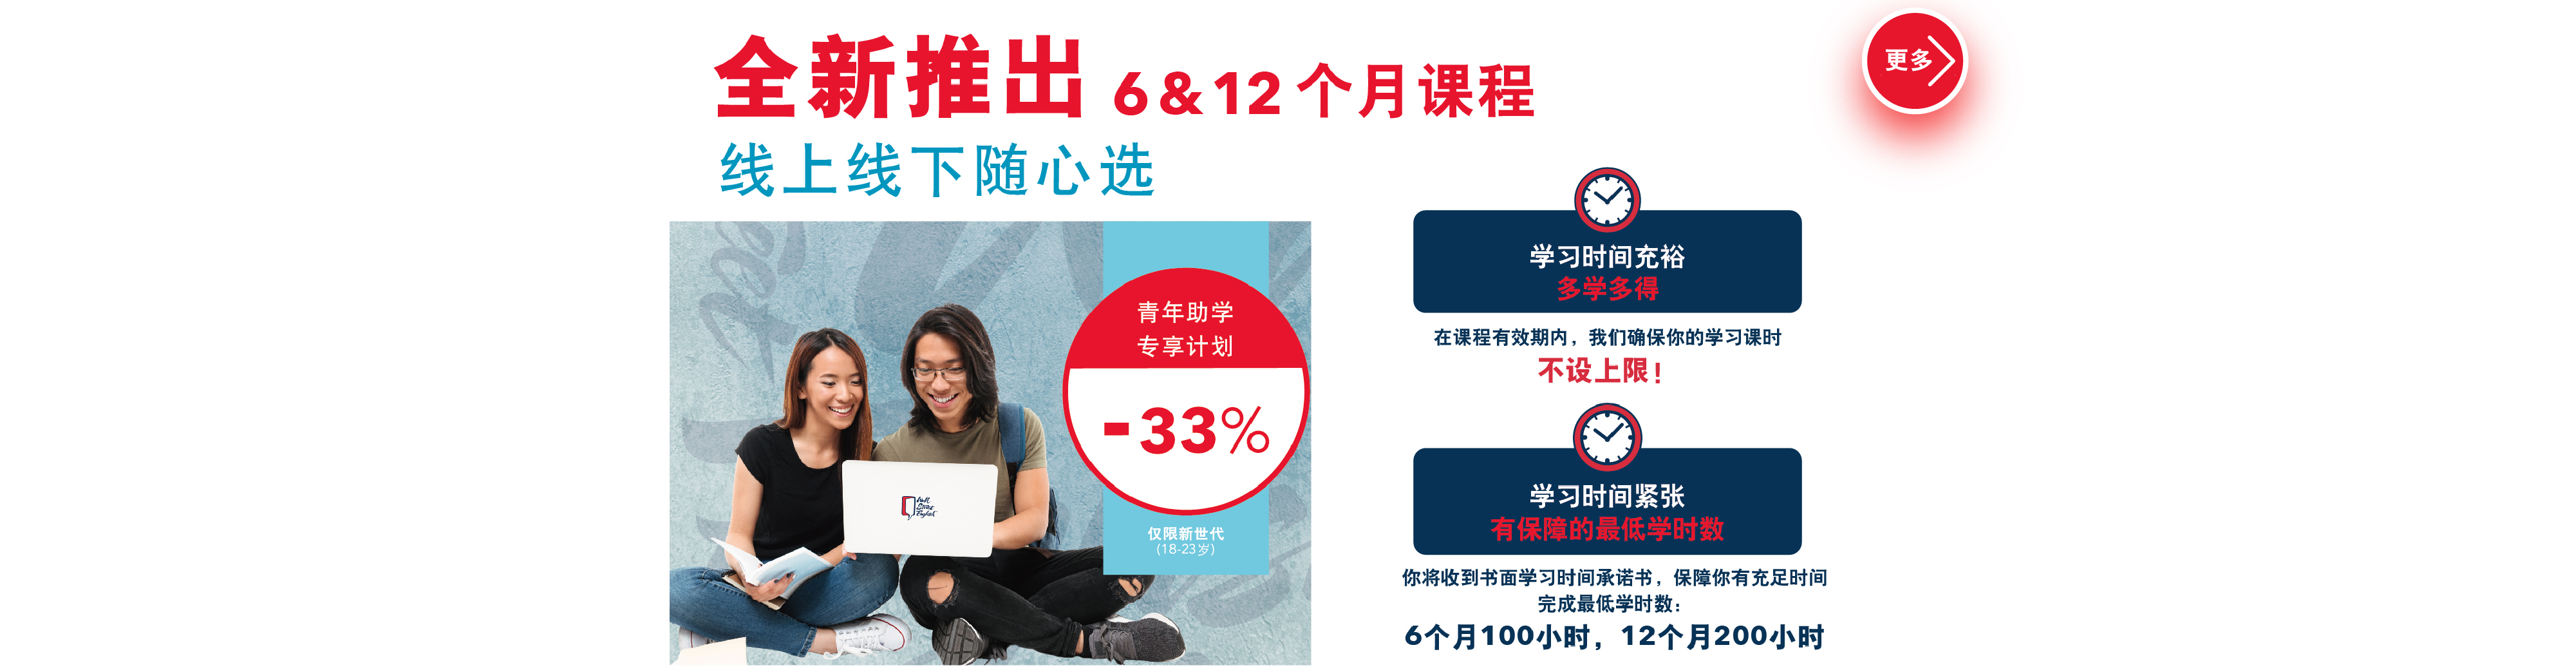 全新推出 6 & 12 个月课程
更多
线上线下随心选
青年助学
专享计划
-33%
仅限新世代
(18-23岁)
Wall
Street
English
学习时间充裕
多学多得
在课程有效期内，我们确保你的学习课时
不设上限！
学习时间紧张
有保障的最低学时数
你将收到书面学习时间承诺书，保障你有充足时间
完成最低学时数：
6个月100小时，12个月200小时